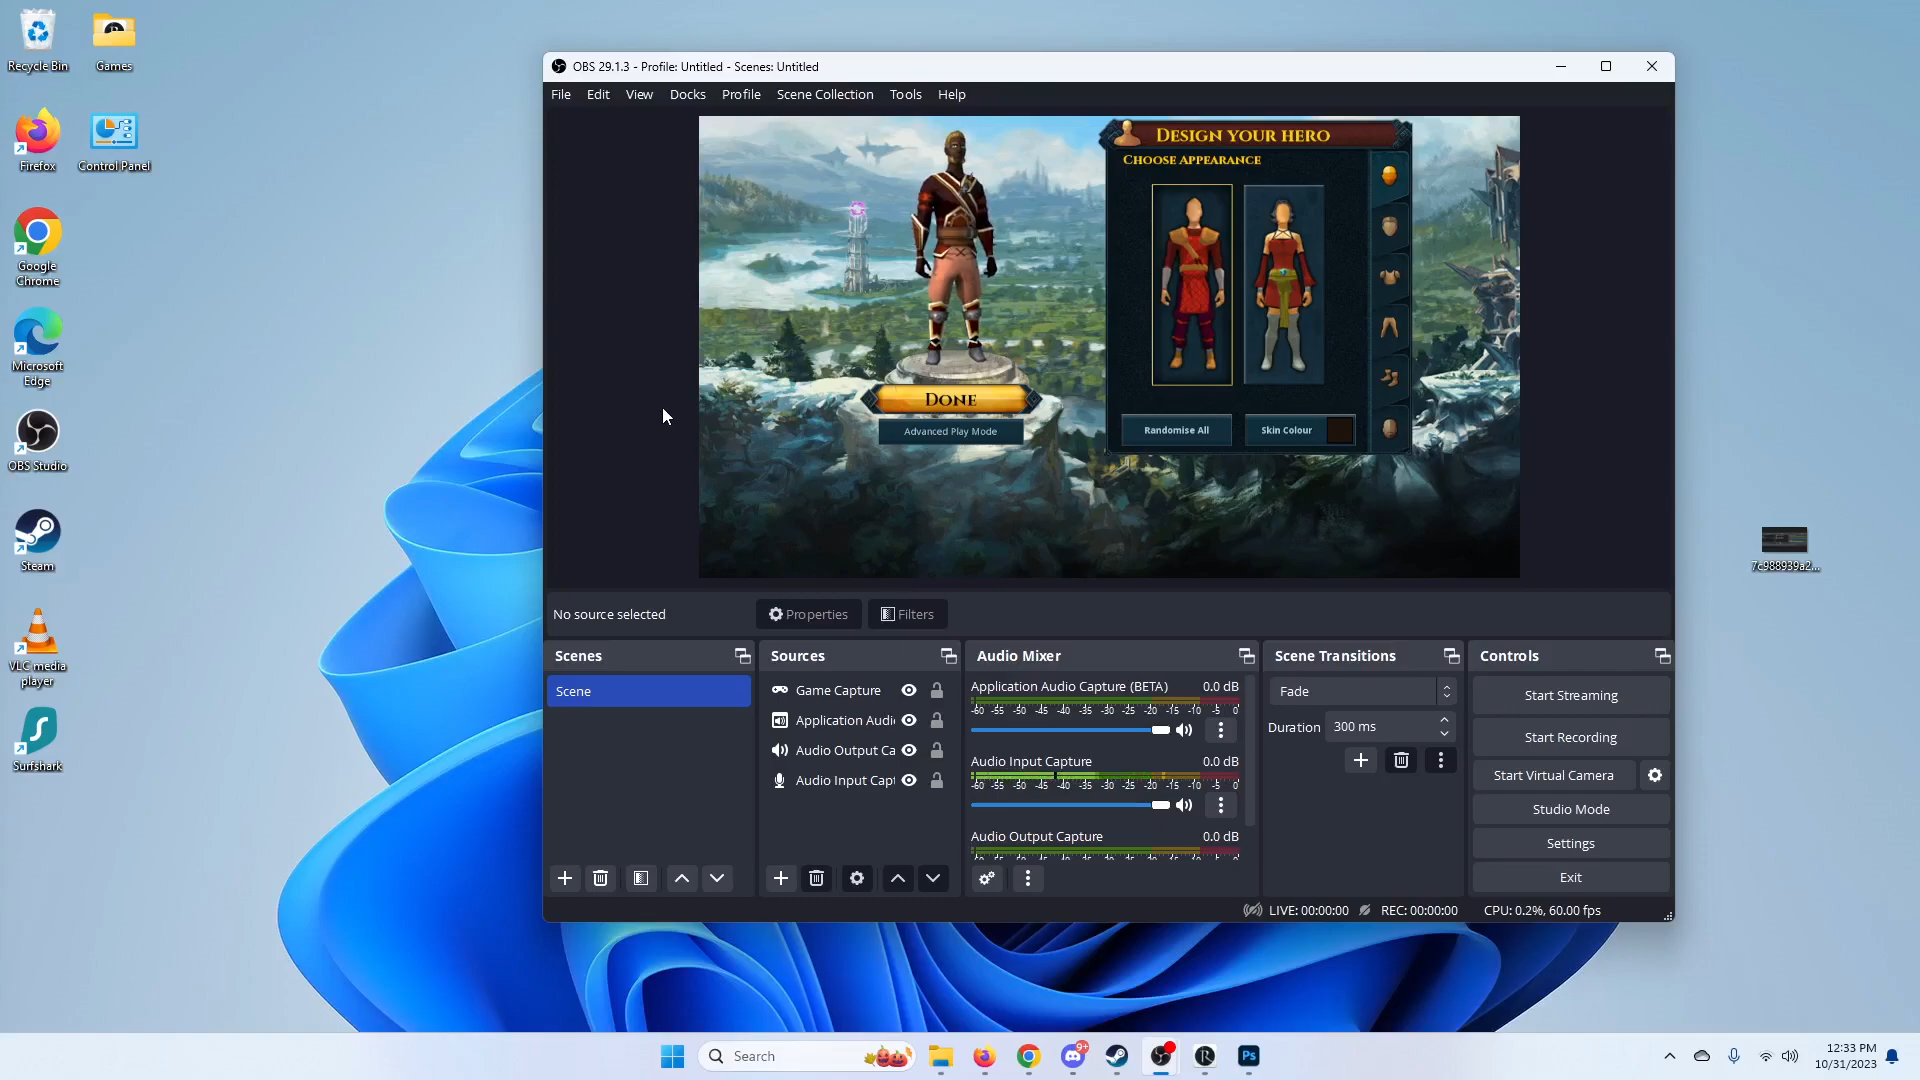 Recycle Bin
Games
Firefox
Control Panel
Google
Chrome
Microsoft
Edge
OBS Studio
Steam
VLC media
player
Surfshark
OBS 29.1.3 - Profile: Untitled - Scenes: Untitled
File Edit View Docks Profile Scene Collection Tools Help
Design your hero
Choose Appearance
Done
Advanced Play Mode
Randomise All
Skin Colour
No source selected
Properties
Filters
Scenes
Scene
Sources
Game Capture
Application Audi
Audio Output Ca
Audio Input Capt
Audio Mixer
Application Audio Capture (BETA) 0.0 dB
-60 -55 -50 -45 -40 -35 -30 -25 -20 -15 -10 -5 0
Audio Input Capture 0.0 dB
-60 -55 -50 -45 -40 -35 -30 -25 -20 -15 -10 -5 0
Audio Output Capture 0.0 dB
Scene Transitions
Fade
Duration 300 ms
Controls
Start Streaming
Start Recording
Start Virtual Camera
Studio Mode
Settings
Exit
LIVE: 00:00:00 REC: 00:00:00 CPU: 0.2%, 60.00 fps
7c988939a2...
Search
9+
Ps
12:33 PM
10/31/2023